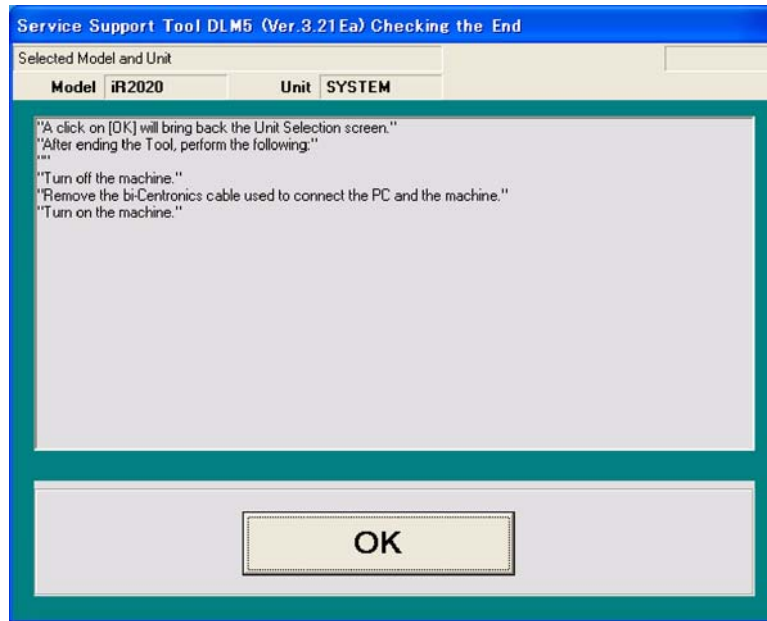 Service Support Tool DLM5 (Ver.3.21Ea) Checking the End
Selected Model and Unit
Model iR2020 Unit SYSTEM
"A click on [OK] will bring back the Unit Selection screen."
"After ending the Tool, perform the following:"
""
"Turn off the machine."
"Remove the bi-Centronics cable used to connect the PC and the machine."
"Turn on the machine."
OK